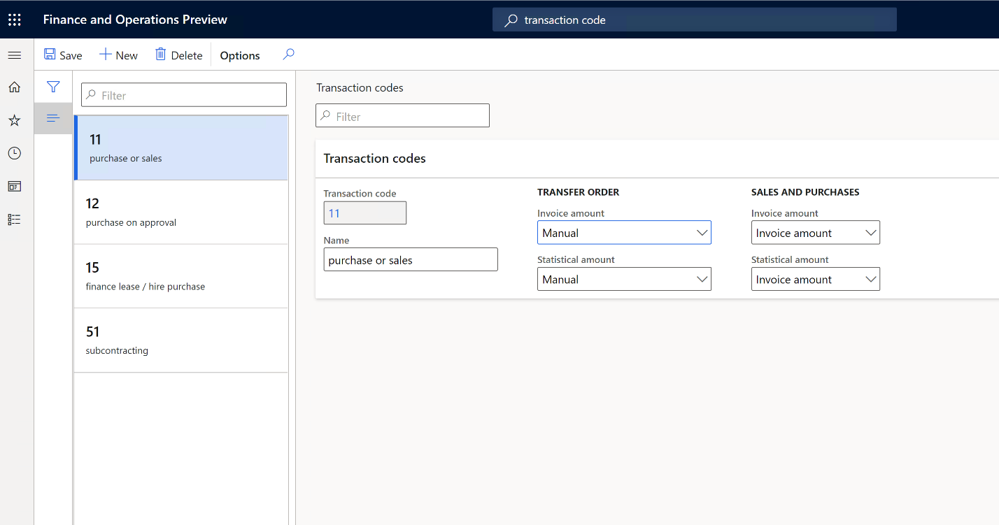 Finance and Operations Preview
transaction code
Save
New
Delete
Options
Filter
11
purchase or sales
12
purchase on approval
15
finance lease / hire purchase
51
subcontracting
Transaction codes
Filter
Transaction codes
Transaction code
11
Name
purchase or sales
TRANSFER ORDER
Invoice amount
Manual
Statistical amount
Manual
SALES AND PURCHASES
Invoice amount
Invoice amount
Statistical amount
Invoice amount